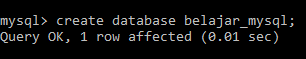 mysql> create database belajar_mysql;
Query OK, 1 row affected (0.01 sec)